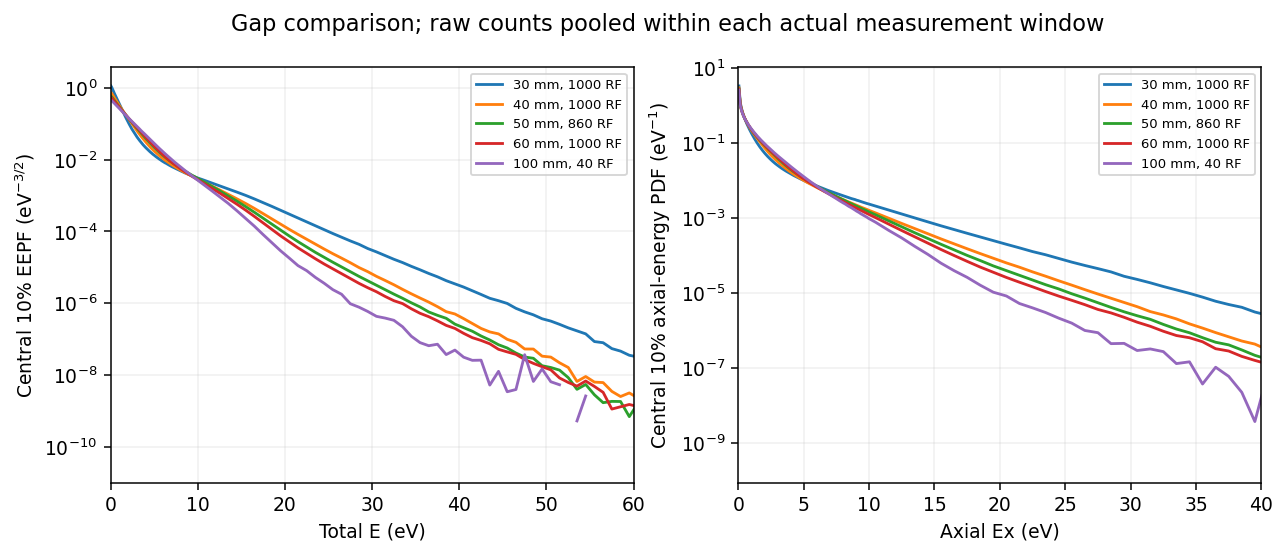 Gap comparison; raw counts pooled within each actual measurement window
Central 10% EEPF (eV⁻³/²)
10⁰
10⁻²
10⁻⁴
10⁻⁶
10⁻⁸
10⁻¹⁰
30 mm, 1000 RF
40 mm, 1000 RF
50 mm, 860 RF
60 mm, 1000 RF
100 mm, 40 RF
0 10 20 30 40 50 60
Total E (eV)
Central 10% axial-energy PDF (eV⁻¹)
10¹
10⁻¹
10⁻³
10⁻⁵
10⁻⁷
10⁻⁹
30 mm, 1000 RF
40 mm, 1000 RF
50 mm, 860 RF
60 mm, 1000 RF
100 mm, 40 RF
0 5 10 15 20 25 30 35 40
Axial Ex (eV)